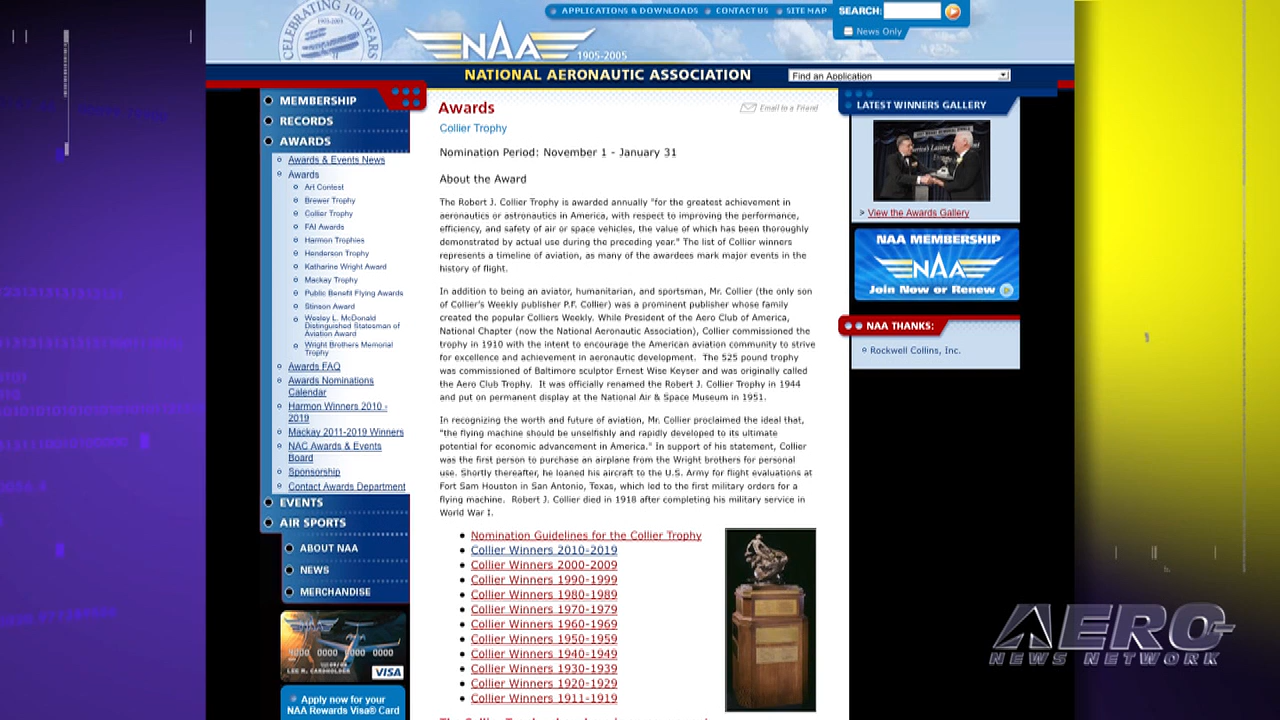 CELEBRATING 100 YEARS
1905-2005
NAA
1905-2005
APPLICATIONS & DOWNLOADS
CONTACT US
SITE MAP
SEARCH:
News Only
NATIONAL AERONAUTIC ASSOCIATION
Find an Application
MEMBERSHIP
RECORDS
AWARDS
Awards & Events News
Awards
Art Contest
Brewer Trophy
Collier Trophy
FAI Awards
Harmon Trophies
Henderson Trophy
Katharine Wright Award
Mackay Trophy
Public Benefit Flying Awards
Stinson Award
Wesley L. McDonald
Distinguished Statesman of
Aviation Award
Wright Brothers Memorial
Trophy
Awards FAQ
Awards Nominations
Calendar
Harmon Winners 2010 -
2019
Mackay 2011-2019 Winners
NAC Awards & Events
Board
Sponsorship
Contact Awards Department
EVENTS
AIR SPORTS
ABOUT NAA
NEWS
MERCHANDISE
NAA
VISA
Apply now for your
NAA Rewards Visa® Card
Awards
Email to a Friend
Collier Trophy
Nomination Period: November 1 - January 31
About the Award
The Robert J. Collier Trophy is awarded annually "for the greatest achievement in
aeronautics or astronautics in America, with respect to improving the performance,
efficiency, and safety of air or space vehicles, the value of which has been thoroughly
demonstrated by actual use during the preceding year." The list of Collier winners
represents a timeline of aviation, as many of the awardees mark major events in the
history of flight.
In addition to being an aviator, humanitarian, and sportsman, Mr. Collier (the only son
of Collier's Weekly publisher P.F. Collier) was a prominent publisher whose family
created the popular Colliers Weekly. While President of the Aero Club of America,
National Chapter (now the National Aeronautic Association), Collier commissioned the
trophy in 1910 with the intent to encourage the American aviation community to strive
for excellence and achievement in aeronautic development. The 525 pound trophy
was commissioned of Baltimore sculptor Ernest Wise Keyser and was originally called
the Aero Club Trophy. It was officially renamed the Robert J. Collier Trophy in 1944
and put on permanent display at the National Air & Space Museum in 1951.
In recognizing the worth and future of aviation, Mr. Collier proclaimed the ideal that,
"the flying machine should be unselfishly and rapidly developed to its ultimate
potential for economic advancement in America." In support of his statement, Collier
was the first person to purchase an airplane from the Wright brothers for personal
use. Shortly thereafter, he loaned his aircraft to the U.S. Army for flight evaluations at
Fort Sam Houston in San Antonio, Texas, which led to the first military orders for a
flying machine. Robert J. Collier died in 1918 after completing his military service in
World War I.
Nomination Guidelines for the Collier Trophy
Collier Winners 2010-2019
Collier Winners 2000-2009
Collier Winners 1990-1999
Collier Winners 1980-1989
Collier Winners 1970-1979
Collier Winners 1960-1969
Collier Winners 1950-1959
Collier Winners 1940-1949
Collier Winners 1930-1939
Collier Winners 1920-1929
Collier Winners 1911-1919
LATEST WINNERS GALLERY
> View the Awards Gallery
NAA MEMBERSHIP
NAA
Join Now or Renew
NAA THANKS:
Rockwell Collins, Inc.
AERO-
NEWS NETWORK